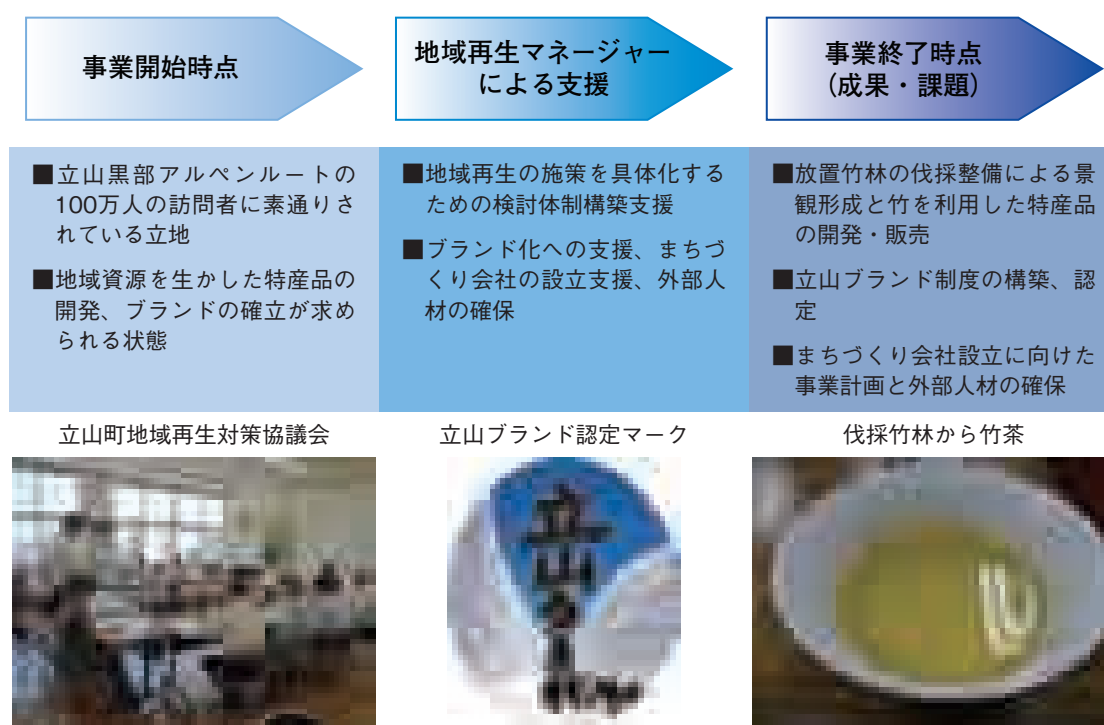 事業開始時点
地域再生マネージャー
による支援
事業終了時点
(成果・課題)
■立山黒部アルペンルートの
100万人の訪問者に素通りさ
れている立地
■地域資源を生かした特産品の
開発、ブランドの確立が求め
られる状態
■地域再生の施策を具体化する
ための検討体制構築支援
■ブランド化への支援、まちづ
くり会社の設立支援、外部人
材の確保
■放置竹林の伐採整備による景
観形成と竹を利用した特産品
の開発・販売
■立山ブランド制度の構築、認
定
■まちづくり会社設立に向けた
事業計画と外部人材の確保
立山町地域再生対策協議会
立山ブランド認定マーク
伐採竹林から竹茶
立山